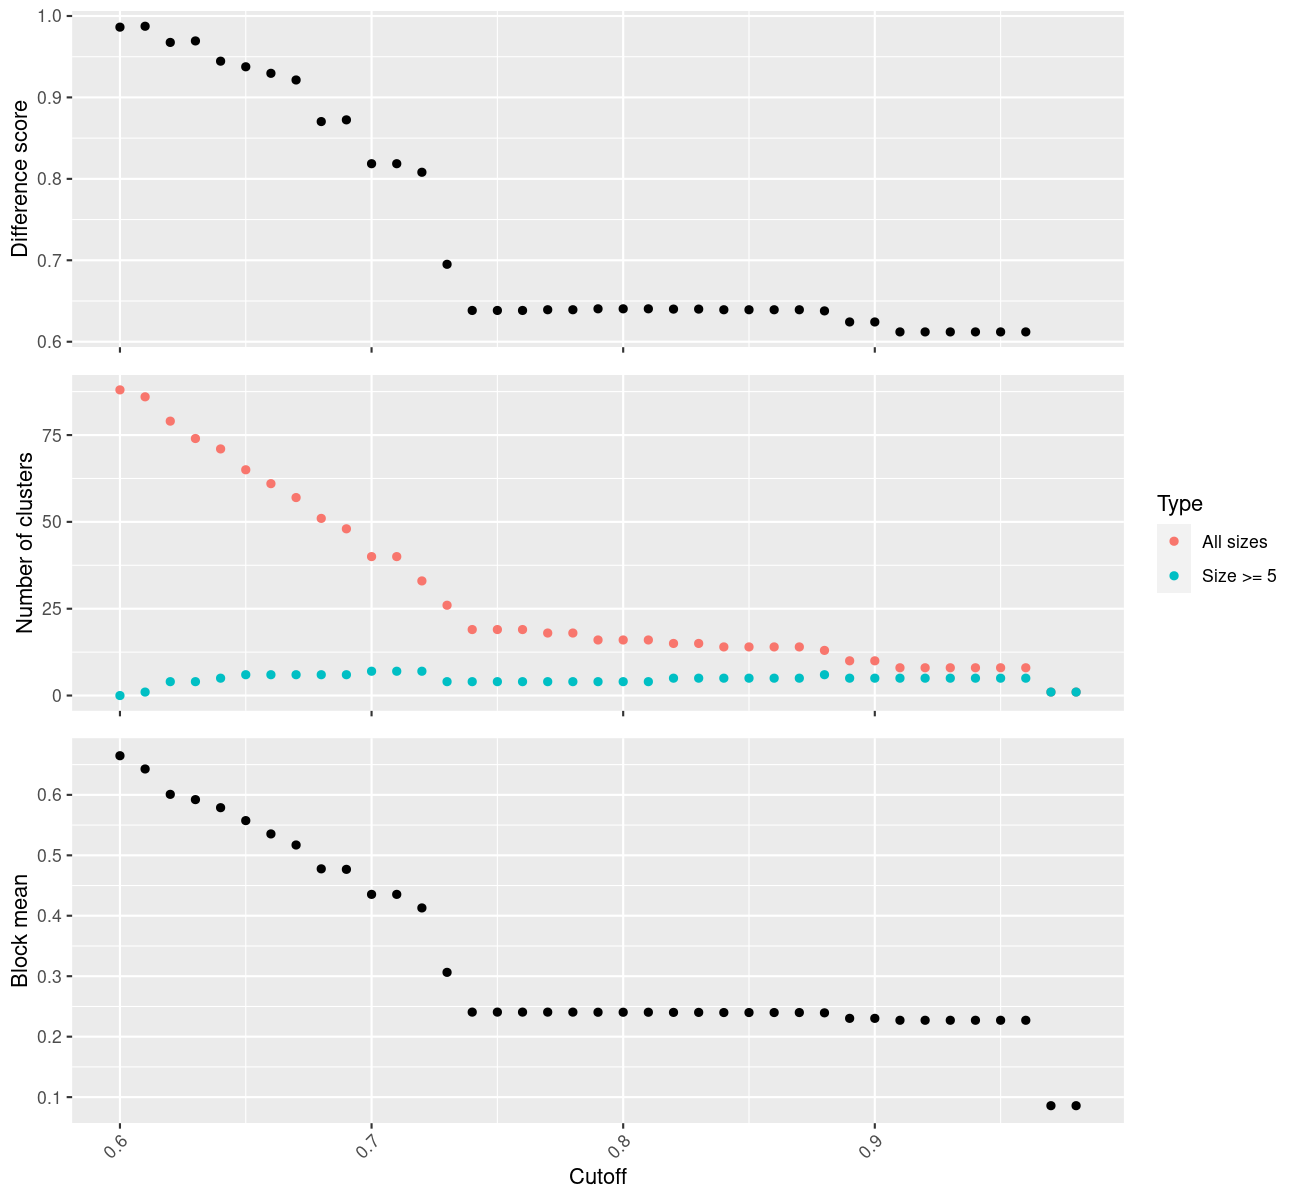 Difference score
1.0
0.9
0.8
0.7
0.6
Number of clusters
75
50
25
0
Type
All sizes
Size >= 5
Block mean
0.6
0.5
0.4
0.3
0.2
0.1
0.6 0.7 0.8 0.9
Cutoff